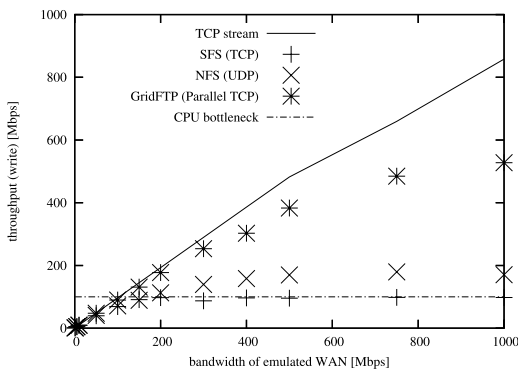 1000
800
600
400
200
0
throughput (write) [Mbps]
TCP stream
SFS (TCP)
NFS (UDP)
GridFTP (Parallel TCP)
CPU bottleneck
0 200 400 600 800 1000
bandwidth of emulated WAN [Mbps]